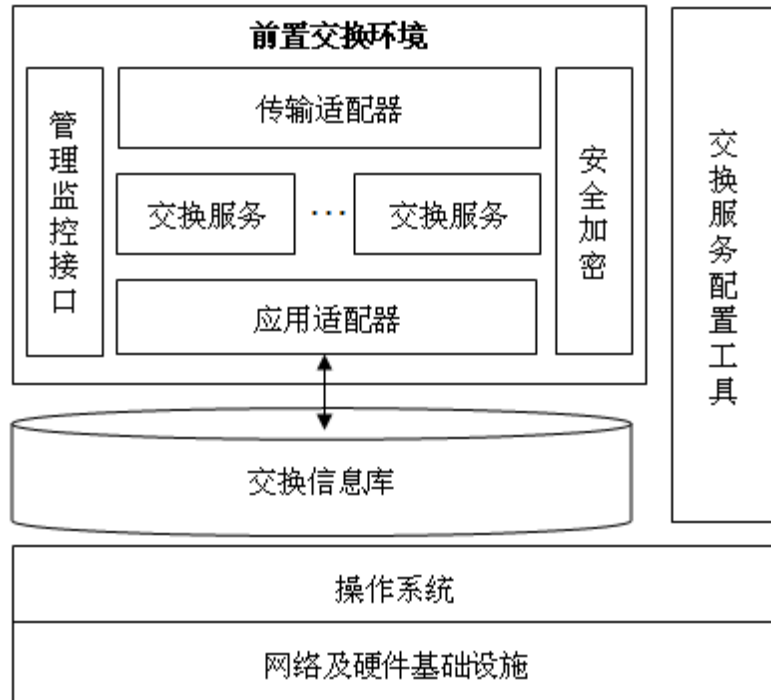 前置交换环境
管理监控接口
传输适配器
安全加密
交换服务配置工具
交换服务
···
交换服务
应用适配器
交换信息库
操作系统
网络及硬件基础设施